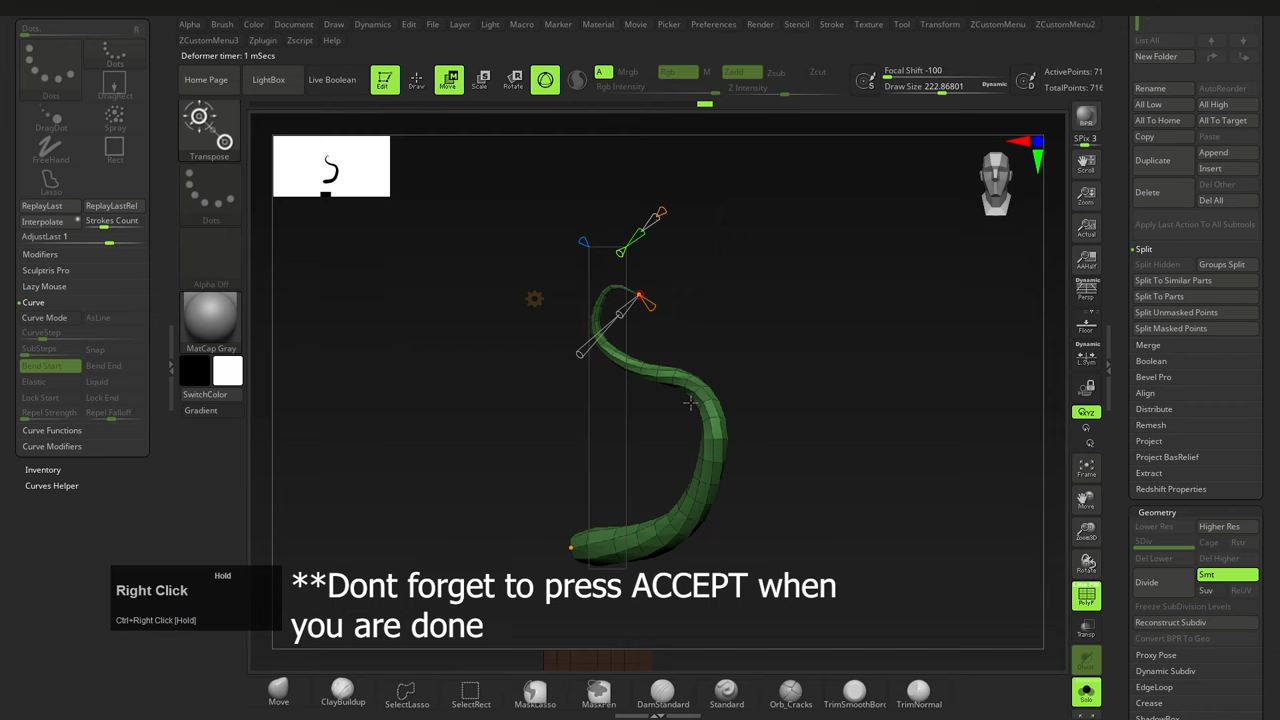 Dots.
R
Alpha Brush Color Document Draw Dynamics Edit File Layer Light Macro Marker Material Movie Picker Preferences Render Stencil Stroke Texture Tool Transform ZCustomMenu ZCustomMenu2
ZCustomMenu3 Zplugin Zscript Help
Deformer timer: 1 mSecs
Dots
Dots
DragRect
DragDot
Spray
FreeHand
Rect
Lasso
ReplayLast ReplayLastRel
Interpolate Strokes Count
AdjustLast 1
Modifiers
Sculptris Pro
Lazy Mouse
Curve
Curve Mode AsLine
CurveStep
SubSteps Snap
Bend Start Bend End
Elastic Liquid
Lock Start Lock End
Repel Strength Repel Falloff
Curve Functions
Curve Modifiers
Inventory
Curves Helper
Home Page LightBox Live Boolean
Edit Draw Move Scale Rotate
A Mrgb Rgb M Zadd Zsub Zcut
Rgb Intensity Z Intensity
S
Focal Shift -100
Draw Size 222.86801 Dynamic
D
ActivePoints: 71
TotalPoints: 716
Transpose
Dots
Alpha Off
MatCap Gray
SwitchColor
Gradient
Right Click
Hold
Ctrl+Right Click [Hold]
**Dont forget to press ACCEPT when
you are done
Move ClayBuildup SelectLasso SelectRect MaskLasso MaskPen DamStandard Standard Orb_Cracks TrimSmoothBorc TrimNormal
BPR
SPix 3
Scroll
Zoom
Actual
AAHalf
Dynamic
Persp
Floor
Dynamic
L.Sym
XYZ
Frame
Move
Zoom3D
Rotate
PolyF
Transp
Ghost
Solo
List All
New Folder
Rename AutoReorder
All Low All High
All To Home All To Target
Copy Paste
Duplicate Append
Insert
Delete Del Other
Del All
Apply Last Action To All Subtools
Split
Split Hidden Groups Split
Split To Similar Parts
Split To Parts
Split Unmasked Points
Split Masked Points
Merge
Boolean
Bevel Pro
Align
Distribute
Remesh
Project
Project BasRelief
Extract
Redshift Properties
Geometry
Lower Res Higher Res
SDiv Cage Rstr
Del Lower Del Higher
Divide Smt
Suv ReUV
Freeze SubDivision Levels
Reconstruct Subdiv
Convert BPR To Geo
Proxy Pose
Dynamic Subdiv
EdgeLoop
Crease
ShadowBox